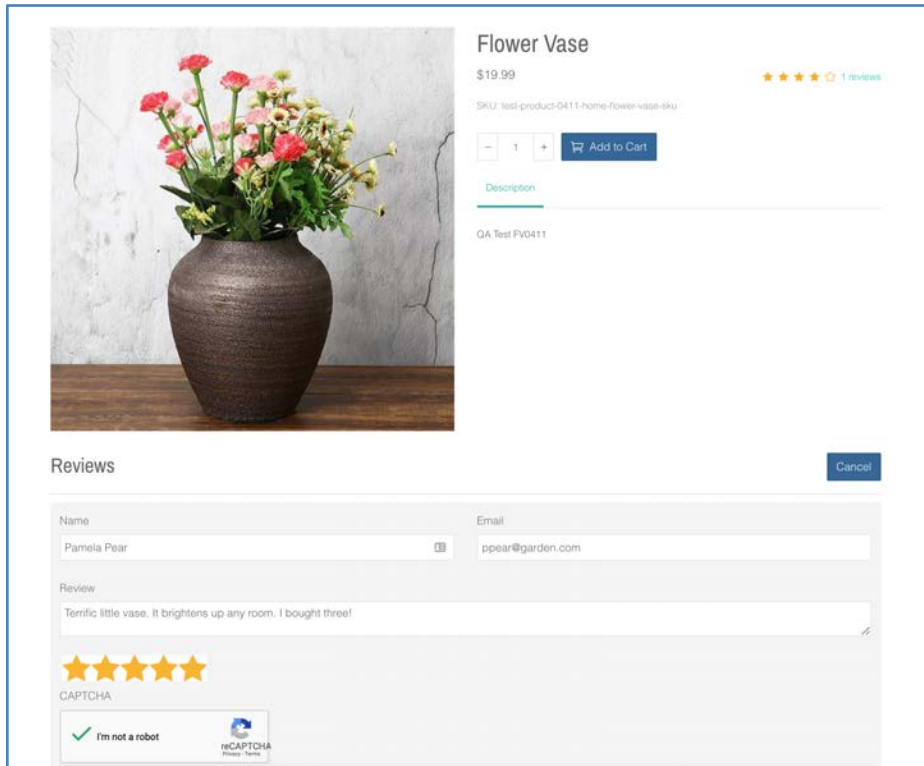 Flower Vase
$19.99
1 reviews
SKU: test-product-0411-home-flower-vase-sku
− 1 + Add to Cart
Description
QA Test FV0411
Reviews
Cancel
Name
Email
Pamela Pear
ppear@garden.com
Review
Terrific little vase. It brightens up any room. I bought three!
CAPTCHA
I'm not a robot
reCAPTCHA
Privacy - Terms